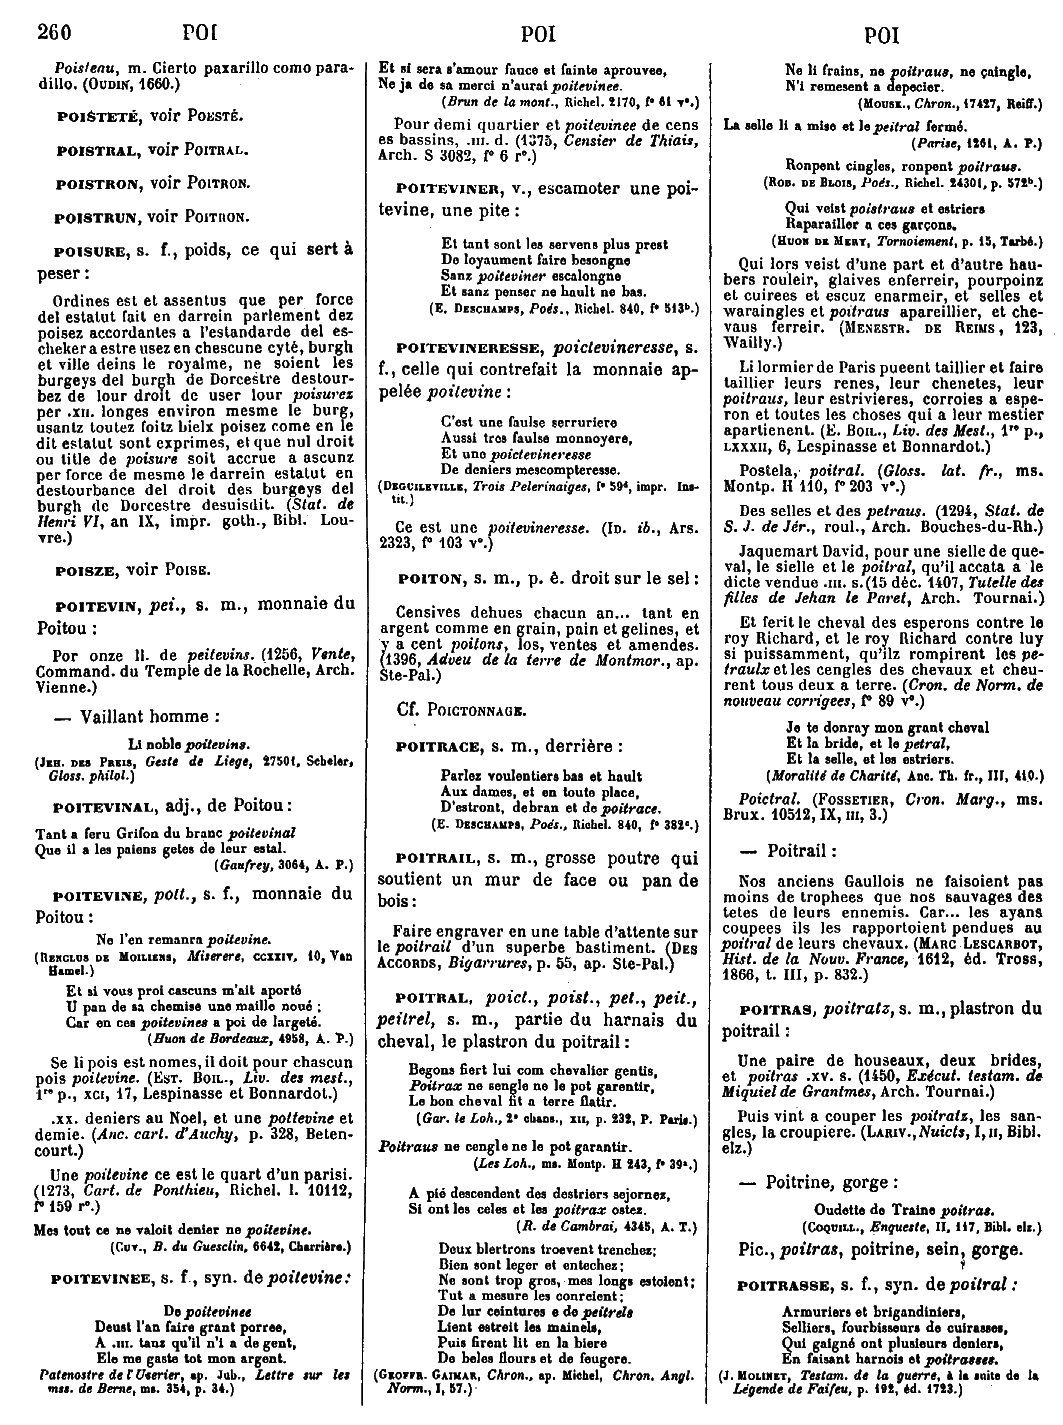 260 POI POI POI
Poisteau, m. Cierto paxarillo como para-
dillo. (OUDIN, 1660.)
POISTETÉ, voir POESTÉ.
POISTRAL, voir POITRAL.
POISTRON, voir POITRON.
POISTRUN, voir POITRON.
POISURE, s. f., poids, ce qui sert à
peser :
Ordines est et assentus que per force
del estatut fait en darrein parlement dez
poisez accordantes a l'estandarde del es-
cheker a estre usez en chescune cyté, burgh
et ville deins le royalme, ne soient les
burgeys del burgh de Dorcestre destour-
bez de lour droit de user lour poisurez
per .XII. longes environ mesme le burg,
usantz toutez foitz bielx poisez come en le
dit estatut sont exprimes, et que nul droit
ou title de poisure soit accrue a ascunz
per force de mesme le darrein estatut en
destourbance del droit des burgeys del
burgh de Dorcestre desuisdit. (Stat. de
Henri VI, an IX, impr. goth., Bibl. Lou-
vre.)
POISZE, voir POISE.
POITEVIN, pei., s. m., monnaie du
Poitou :
Por onze ll. de peitevins. (1256, Vente,
Command. du Temple de la Rochelle, Arch.
Vienne.)
— Vaillant homme :
Li noble poitevins.
(JEH. DES PREIS, Geste de Liege, 27501, Scheler,
Gloss. philol.)
POITEVINAL, adj., de Poitou :
Tant a feru Grifon du branc poitevinal
Que il a les paiens getes de leur estal.
(Gaufrey, 3064, A. P.)
POITEVINE, polt., s. f., monnaie du
Poitou :
Ne l'en remanra poitevine.
(RENCLUS DE MOILIENS, Miserere, CCXXIV, 10, Van
Hamel.)
Et si vous proi cascuns m'ait aporté
U pan de sa chemise une maille noué ;
Car en ces poitevines a poi de largeté.
(Huon de Bordeaux, 4958, A. P.)
Se li pois est nomes, il doit pour chascun
pois poitevine. (EST. BOIL., Liv. des mest.,
1re p., XCI, 17, Lespinasse et Bonnardot.)
.XX. deniers au Noel, et une poltevine et
demie. (Anc. cart. d'Auchy, p. 328, Beten-
court.)
Une poitevine ce est le quart d'un parisi.
(1273, Cart. de Ponthieu, Richel. l. 10112,
f° 159 r°.)
Mes tout ce ne valoit denier ne poitevine.
(CUV., B. du Guesclin, 6642, Charrière.)
POITEVINEE, s. f., syn. de poitevine :
De poitevinee
Deust l'an faire grant porree,
A .III. tanz qu'il n'i a de gent,
Ele me gaste tot mon argent.
Patenostre de l'Userier, ap. Jub., Lettre sur les
mss. de Berne, ms. 354, p. 34.)
Et si sera s'amour fauce et fainte aprouvee,
Ne ja de sa merci n'aurai poitevinee.
(Brun de la mont., Richel. 2170, f° 61 v°.)
Pour demi quartier et poitevinee de cens
es bassins, .III. d. (1375, Censier de Thiais,
Arch. S 3082, f° 6 r°.)
POITEVINER, v., escamoter une poi-
tevine, une pite :
Et tant sont les servens plus prest
De loyaument faire besongne
Sanz poiteviner escalongne
Et sanz penser ne hault ne bas.
(E. DESCHAMPS, Poés., Richel. 840, f° 513b.)
POITEVINERESSE, poictevineresse, s.
f., celle qui contrefait la monnaie ap-
pelée poitevine :
C'est une faulse serruriere
Aussi tres faulse monnoyere,
Et une poictevineresse
De deniers mescompteresse.
(DEGUILEVILLE, Trois Pelerinaiges, f° 59d, impr. Ins-
tit.)
Ce est une poitevineresse. (ID. ib., Ars.
2323, f° 103 v°.)
POITON, s. m., p. ê. droit sur le sel :
Censives dehues chacun an... tant en
argent comme en grain, pain et gelines, et
y a cent poitons, los, ventes et amendes.
(1396, Adveu de la terre de Montmor., ap.
Ste-Pal.)
Cf. POICTONNAGE.
POITRACE, s. m., derrière :
Parlez voulentiers bas et hault
Aux dames, et en toute place,
D'estront, de bran et de poitrace.
(E. DESCHAMPS, Poés., Richel. 840, f° 382c.)
POITRAIL, s. m., grosse poutre qui
soutient un mur de face ou pan de
bois :
Faire engraver en une table d'attente sur
le poitrail d'un superbe bastiment. (DES
ACCORDS, Bigarrures, p. 55, ap. Ste-Pal.)
POITRAL, poict., poist., pet., peit.,
peitrel, s. m., partie du harnais du
cheval, le plastron du poitrail :
Begons fiert lui com chevalier gentis,
Poitrax ne sengle ne le pot garentir,
Le bon cheval fit a terre flatir.
(Gar. le Loh., 2e chans., XII, p. 232, P. Paris.)
Poitraus ne cengle ne le pot garantir.
(Les Loh., ms. Montp. H 243, f° 39a.)
A pié descendent des destriers sejornez,
Si ont les celes et les poitrax ostez.
(R. de Cambrai, 4345, A. T.)
Deux blertrons troevent trenchez;
Bien sont leger et entechez;
Ne sont trop gros, mes longs estoient;
Tut a mesure les conreient;
De lur ceintures e de peitrels
Lient estreit les mainels,
Puis firent lit en la biere
De beles flours et de feugere.
(GEOFFR. GAIMAR, Chron., ap. Michel, Chron. Angl.
Norm., I, 57.)
Ne li frains, ne poitraus, ne çaingle,
N'i remesent a depecier.
(MOUSK., Chron., 17427, Reiff.)
La selle li a mise et le peitral fermé.
(Parise, 1261, A. P.)
Ronpent cingles, ronpent poitraus.
(ROB. DE BLOIS, Poés., Richel. 24301, p. 572b.)
Qui veist poistraus et estriers
Raparailler a ces garçons.
(HUON DE MERY, Tornoiement, p. 15, Tarbé.)
Qui lors veist d'une part et d'autre hau-
bers rouleir, glaives enferreir, pourpoinz
et cuirees et escuz enarmeir, et selles et
waraingles et poitraus apareillier, et che-
vaus ferreir. (MENESTR. DE REIMS, 123,
Wailly.)
Li lormier de Paris pueent taillier et faire
taillier leurs renes, leur chenetes, leur
poitraus, leur estrivieres, corroies a espe-
ron et toutes les choses qui a leur mestier
apartienent. (E. BOIL., Liv. des Mest., 1re p.,
LXXXII, 6, Lespinasse et Bonnardot.)
Postela, poitral. (Gloss. lat. fr., ms.
Montp. H 110, f° 203 v°.)
Des selles et des petraus. (1294, Stat. de
S. J. de Jér., roul., Arch. Bouches-du-Rh.)
Jaquemart David, pour une sielle de que-
val, le sielle et le poitral, qu'il accata a le
dicte vendue .III. s. (15 déc. 1407, Tutelle des
filles de Jehan le Paret, Arch. Tournai.)
Et ferit le cheval des esperons contre le
roy Richard, et le roy Richard contre luy
si puissamment, qu'ilz rompirent les pe-
traulx et les cengles des chevaux et cheu-
rent tous deux a terre. (Cron. de Norm. de
nouveau corrigees, f° 89 v°.)
Je te donray mon grant cheval
Et la bride, et le petral,
Et la selle, et les estriers.
(Moralité de Charité, Anc. Th. fr., III, 410.)
Poictral. (FOSSETIER, Cron. Marg., ms.
Brux. 10512, IX, III, 3.)
— Poitrail :
Nos anciens Gaullois ne faisoient pas
moins de trophees que nos sauvages des
tetes de leurs ennemis. Car... les ayans
coupees ils les rapportoient pendues au
poitral de leurs chevaux. (MARC LESCARBOT,
Hist. de la Nouv. France, 1612, éd. Tross,
1866, t. III, p. 832.)
POITRAS, poitratz, s. m., plastron du
poitrail :
Une paire de houseaux, deux brides,
et poitras .XV. s. (1450, Exécut. testam. de
Miquiel de Grantmes, Arch. Tournai.)
Puis vint a couper les poitratz, les san-
gles, la croupiere. (LARIV., Nuicts, I, II, Bibl.
elz.)
— Poitrine, gorge :
Oudette de Traine poitras.
(COQUILL., Enqueste, II, 117, Bibl. elz.)
Pic., poitras, poitrine, sein, gorge.
POITRASSE, s. f., syn. de poitral :
Armuriers et brigandiniers,
Selliers, fourbisseurs de cuirasses,
Qui gaigné ont plusieurs deniers,
En faisant harnois et poitrasses.
(J. MOLINET, Testam. de la guerre, à la suite de la
Légende de Faifeu, p. 192, éd. 1723.)